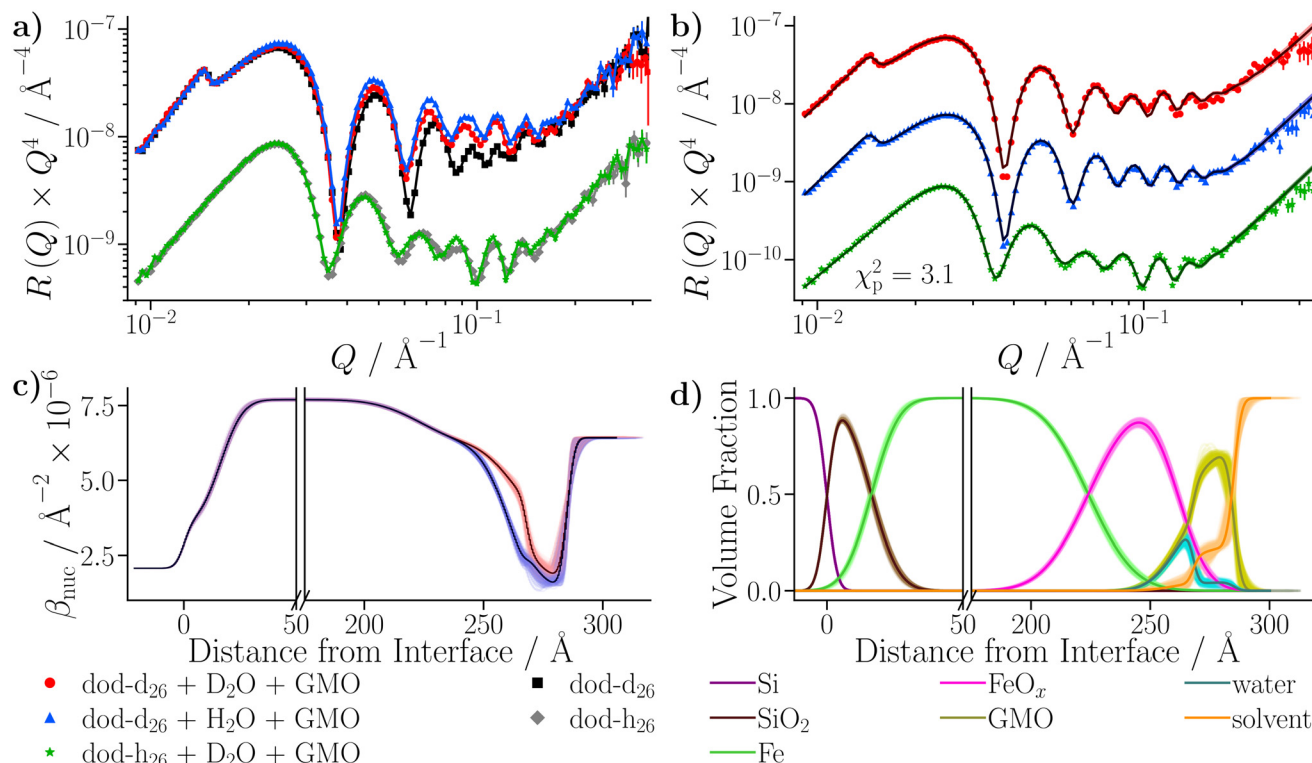 a)
10⁻⁷
10⁻⁸
10⁻⁹
R(Q) × Q⁴ / Å⁻⁴
10⁻² 10⁻¹
Q / Å⁻¹
b)
10⁻⁷
10⁻⁸
10⁻⁹
10⁻¹⁰
R(Q) × Q⁴ / Å⁻⁴
χ²ₚ = 3.1
10⁻² 10⁻¹
Q / Å⁻¹
c)
7.5
5.0
2.5
βnuc / Å⁻² × 10⁻⁶
0 50 200 250 300
Distance from Interface / Å
d)
1.0
0.5
0.0
Volume Fraction
0 50 200 250 300
Distance from Interface / Å
dod-d₂₆ + D₂O + GMO
dod-d₂₆ + H₂O + GMO
dod-h₂₆ + D₂O + GMO
dod-d₂₆
dod-h₂₆
Si
SiO₂
Fe
FeOₓ
GMO
water
solvent